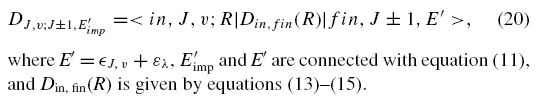 D_{J,v;J±1,E'_{imp}} =< in, J, v; R|D_{in,fin}(R)|fin, J ± 1, E' >, (20)
where E' = ϵ_{J, v} + ε_λ, E'_{imp} and E' are connected with equation (11),
and D_{in, fin}(R) is given by equations (13)–(15).